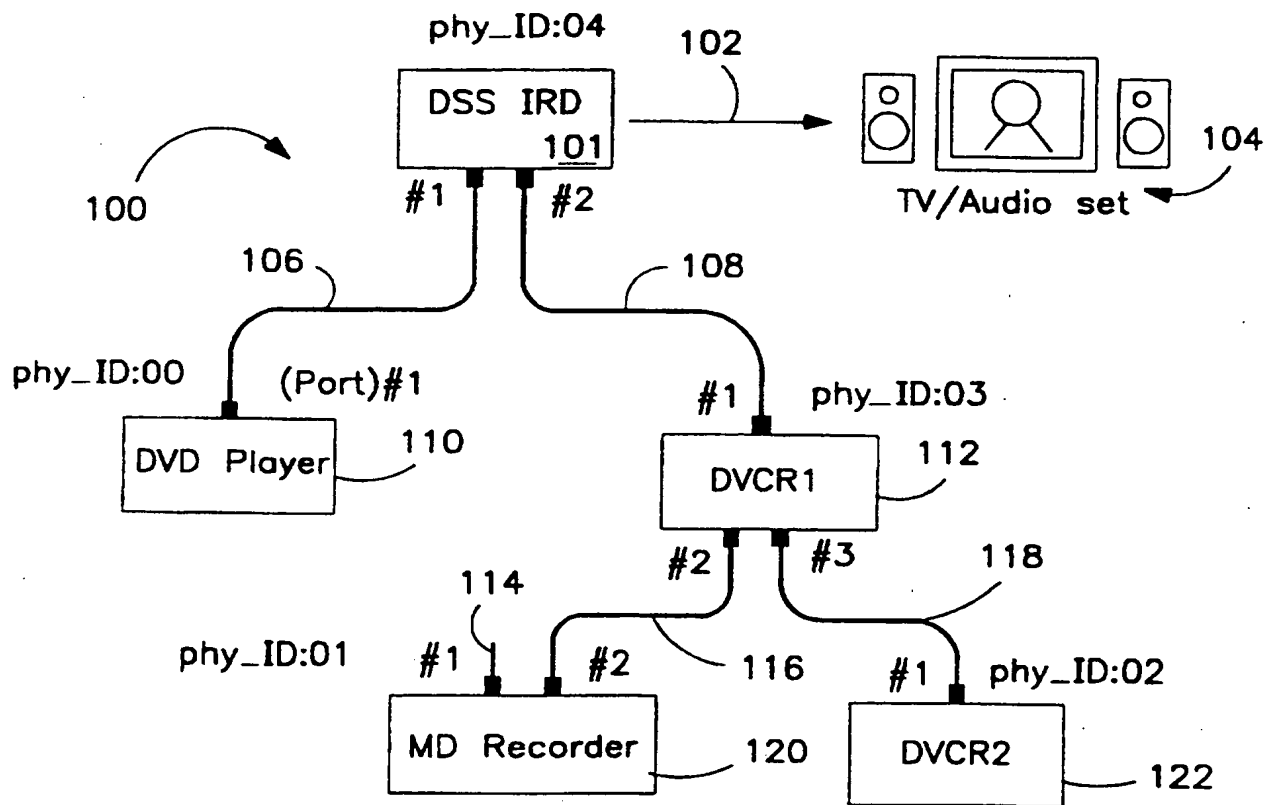 phy_ID:04
102
DSS IRD
101
104
#1
#2
TV/Audio set
100
106
108
phy_ID:00
(Port)#1
#1
phy_ID:03
DVD Player
110
DVCR1
112
#2
#3
118
114
phy_ID:01
#1
#2
116
#1
phy_ID:02
MD Recorder
120
DVCR2
122